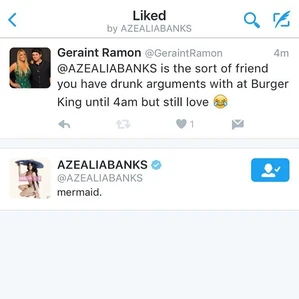 Liked
by AZEALIABANKS
Geraint Ramon @GeraintRamon 4m
@AZEALIABANKS is the sort of friend
you have drunk arguments with at Burger
King until 4am but still love 😂
1
AZEALIABANKS
@AZEALIABANKS
mermaid.